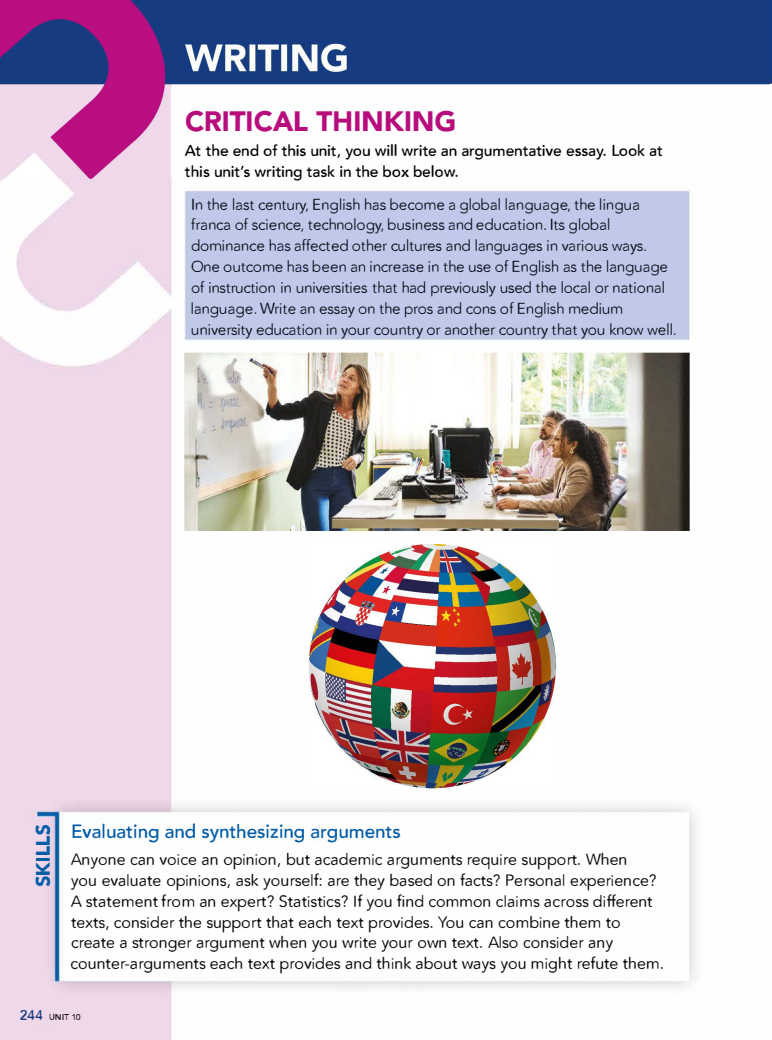 WRITING
CRITICAL THINKING
At the end of this unit, you will write an argumentative essay. Look at
this unit's writing task in the box below.
In the last century, English has become a global language, the lingua
franca of science, technology, business and education. Its global
dominance has affected other cultures and languages in various ways.
One outcome has been an increase in the use of English as the language
of instruction in universities that had previously used the local or national
language. Write an essay on the pros and cons of English medium
university education in your country or another country that you know well.
SKILLS
Evaluating and synthesizing arguments
Anyone can voice an opinion, but academic arguments require support. When
you evaluate opinions, ask yourself: are they based on facts? Personal experience?
A statement from an expert? Statistics? If you find common claims across different
texts, consider the support that each text provides. You can combine them to
create a stronger argument when you write your own text. Also consider any
counter-arguments each text provides and think about ways you might refute them.
244 UNIT 10